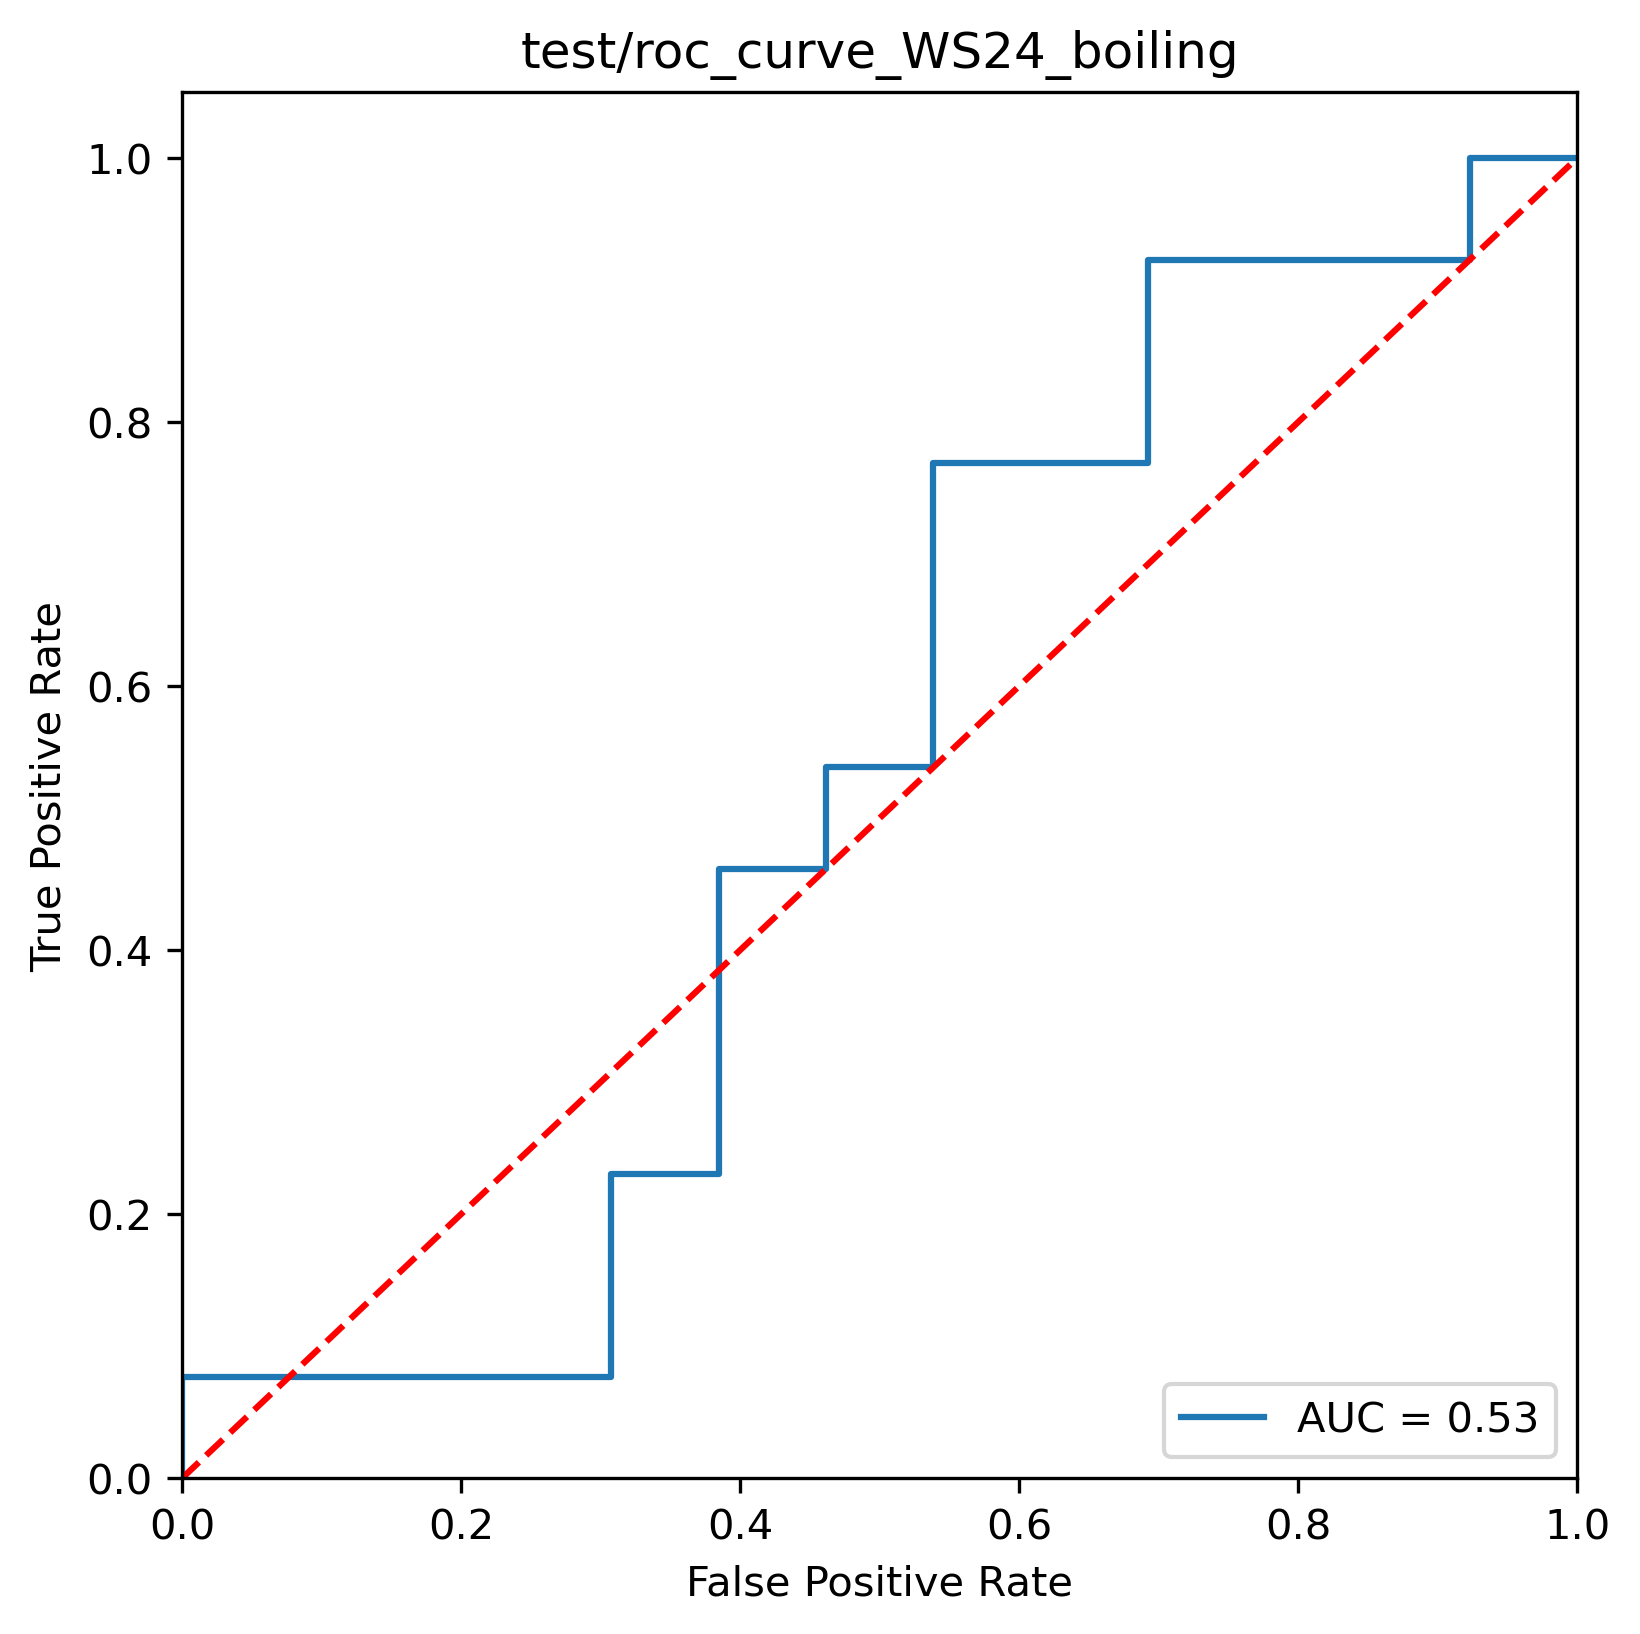 test/roc_curve_WS24_boiling
True Positive Rate
1.0
0.8
0.6
0.4
0.2
0.0
AUC = 0.53
0.0 0.2 0.4 0.6 0.8 1.0
False Positive Rate